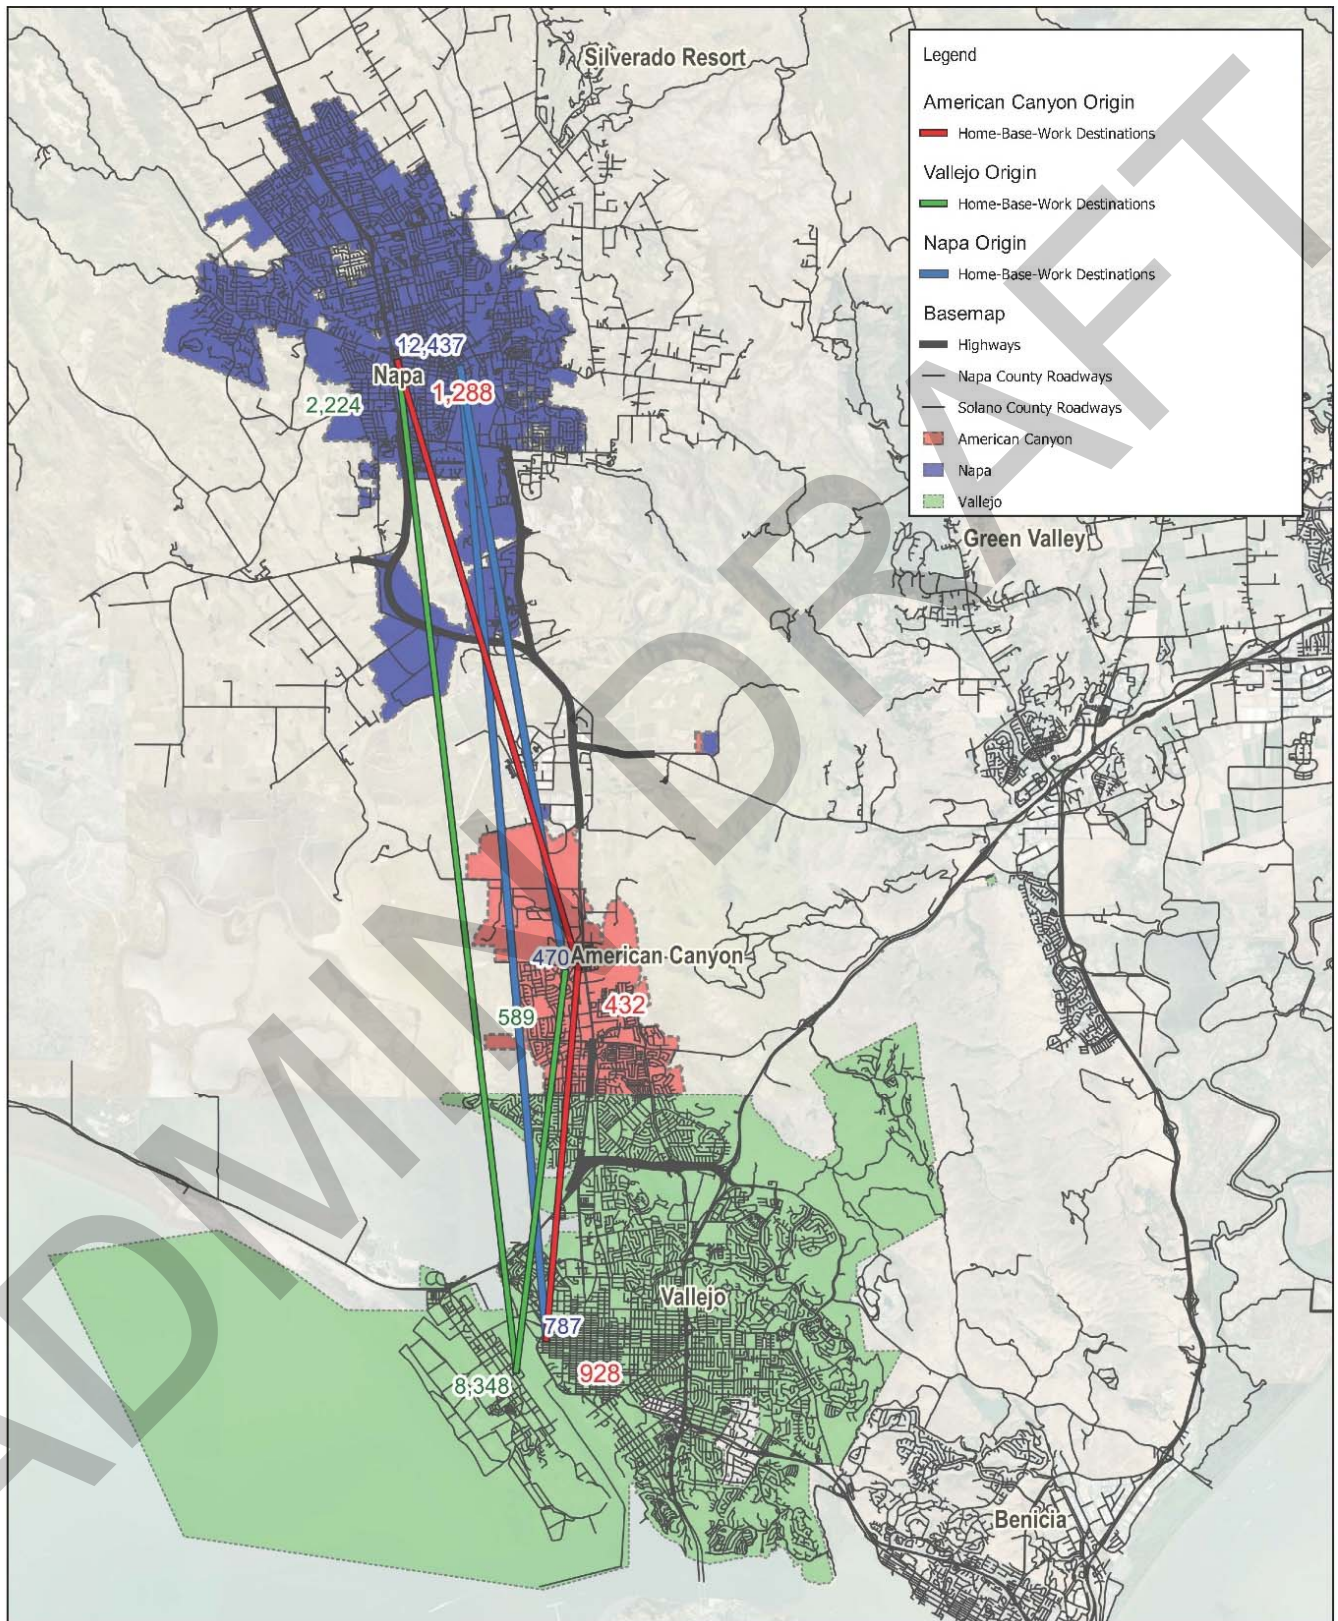 Silverado Resort
Legend
American Canyon Origin
Home-Base-Work Destinations
Vallejo Origin
Home-Base-Work Destinations
Napa Origin
Home-Base-Work Destinations
Basemap
Highways
Napa County Roadways
Solano County Roadways
American Canyon
Napa
Vallejo
12,437
Napa
1,288
2,224
Green Valley
470
American Canyon
432
589
Vallejo
787
928
8,348
Benicia
ADMIN DRAFT